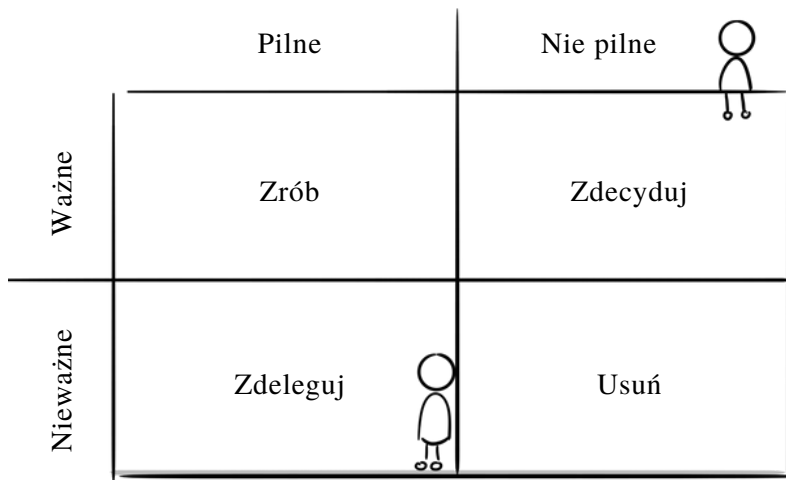 Pilne
Nie pilne
Ważne
Zrób
Zdecyduj
Nieważne
Zdeleguj
Usuń